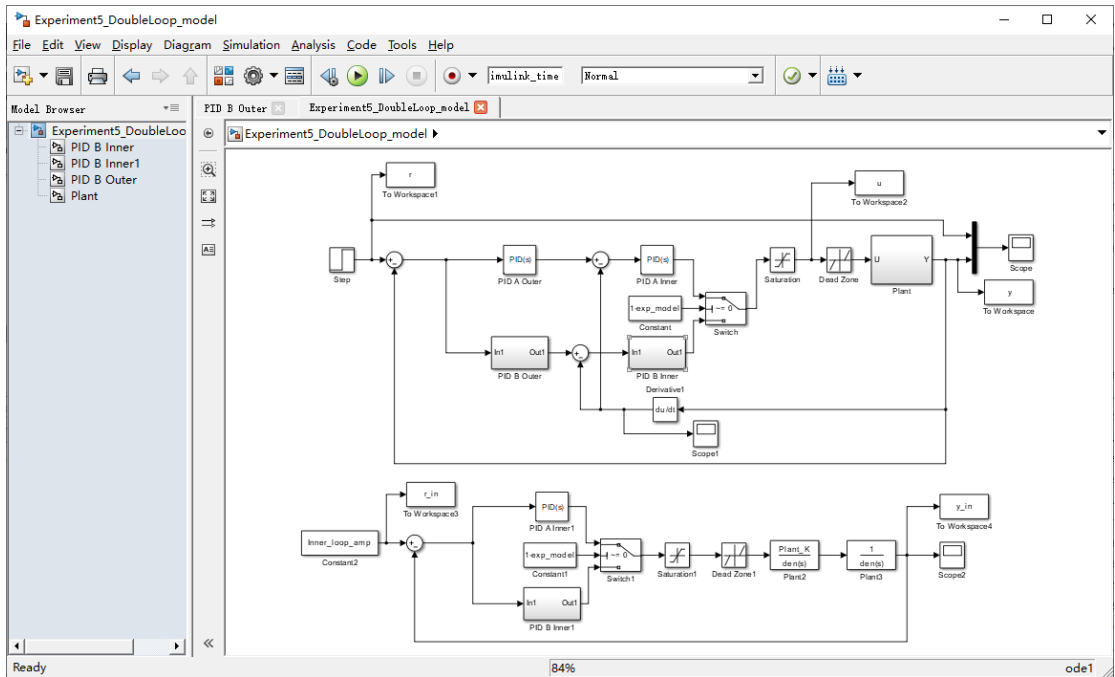 Experiment5_DoubleLoop_model
File Edit View Display Diagram Simulation Analysis Code Tools Help
imulink_time
Normal
Model Browser
PID B Outer
Experiment5_DoubleLoop_model
Experiment5_DoubleLoo
PID B Inner
PID B Inner1
PID B Outer
Plant
Experiment5_DoubleLoop_model
r
To Workspace1
u
To Workspace2
Step
PID(s)
PID A Outer
PID(s)
PID A Inner
Saturation
Dead Zone
U Y
Plant
Scope
y
To Workspace
1-exp_model
Constant
~= 0
Switch
In1 Out1
PID B Outer
In1 Out1
PID B Inner
Derivative1
du/dt
Scope1
r_in
To Workspace3
PID(s)
PID A Inner1
y_in
To Workspace4
Inner_loop_amp
Constant2
1-exp_model
Constant1
~= 0
Switch1
Saturation1
Dead Zone1
Plant_K
den(s)
Plant2
1
den(s)
Plant3
Scope2
In1 Out1
PID B Inner1
Ready
84%
ode1